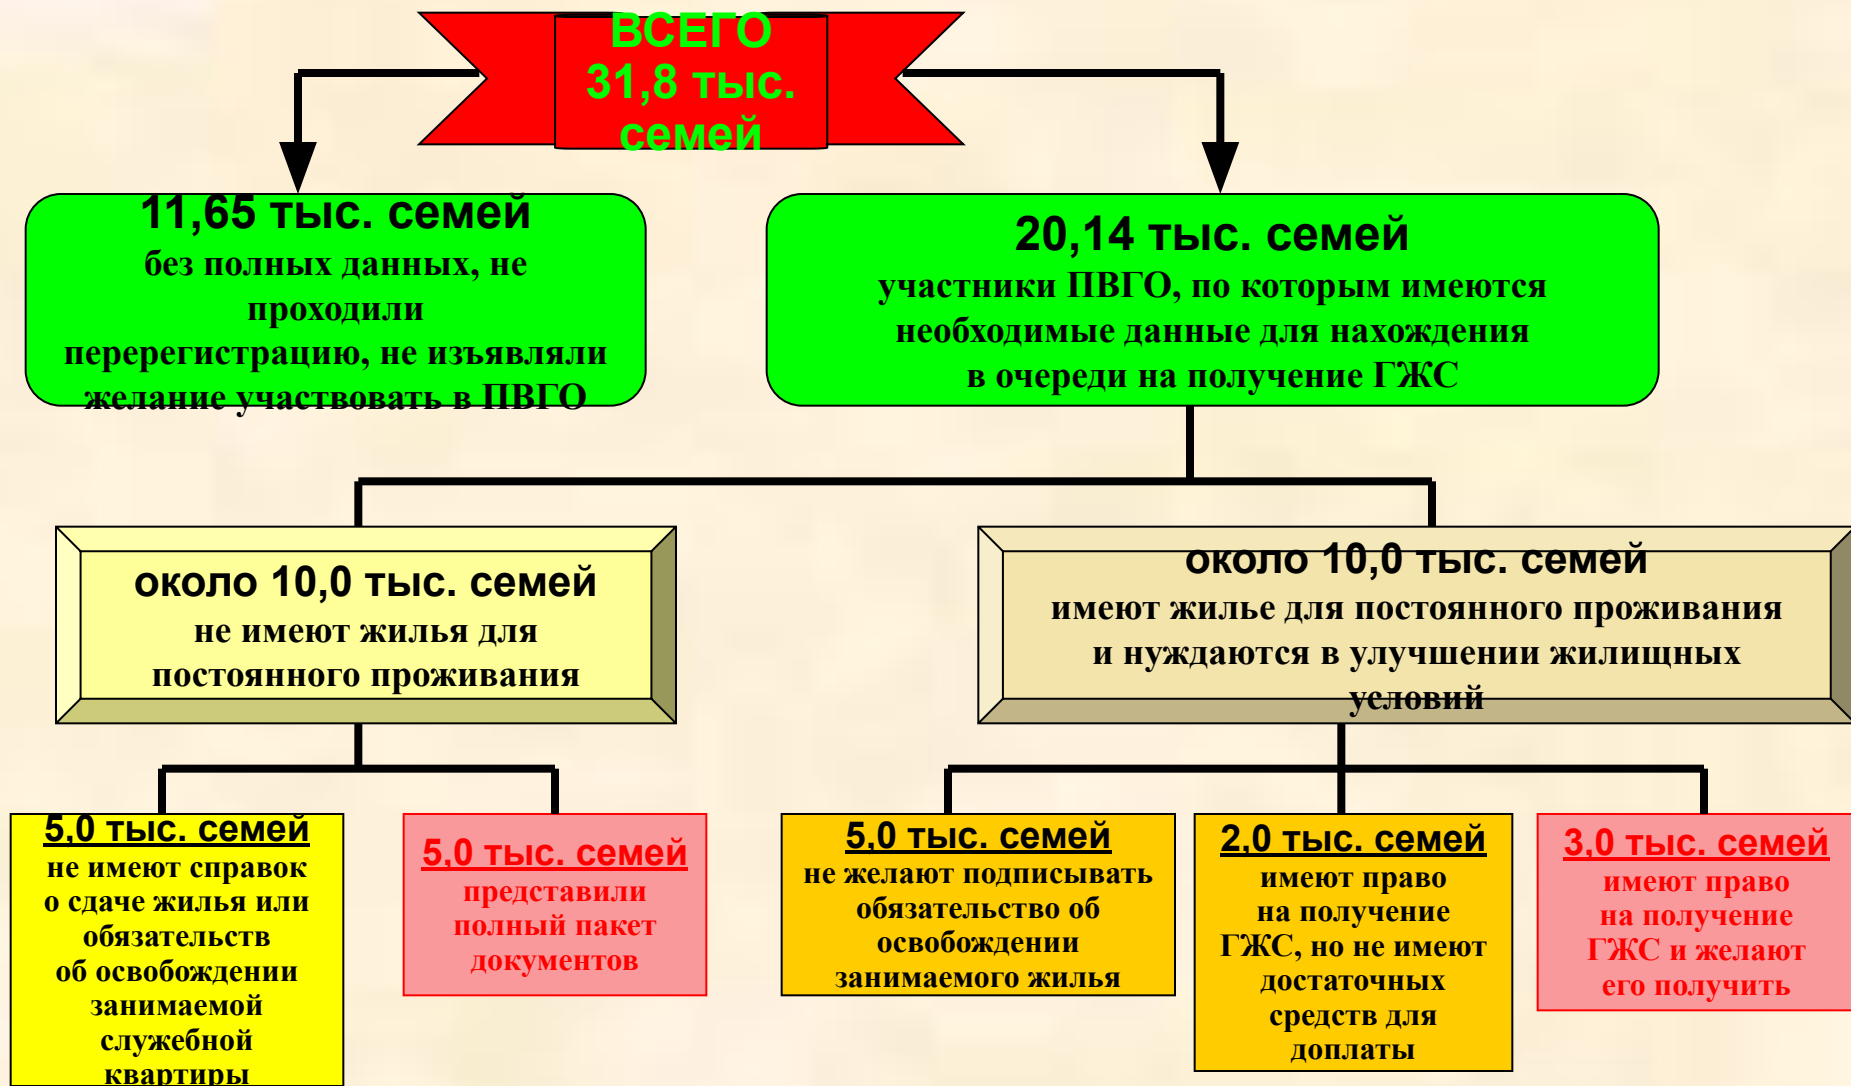 ВСЕГО
31,8 тыс.
семей
11,65 тыс. семей
без полных данных, не
проходили
перерегистрацию, не изъявляли
желание участвовать в ПВГО
20,14 тыс. семей
участники ПВГО, по которым имеются
необходимые данные для нахождения
в очереди на получение ГЖС
около 10,0 тыс. семей
не имеют жилья для
постоянного проживания
около 10,0 тыс. семей
имеют жилье для постоянного проживания
и нуждаются в улучшении жилищных
условий
5,0 тыс. семей
не имеют справок
о сдаче жилья или
обязательств
об освобождении
занимаемой
служебной
квартиры
5,0 тыс. семей
представили
полный пакет
документов
5,0 тыс. семей
не желают подписывать
обязательство об
освобождении
занимаемого жилья
2,0 тыс. семей
имеют право
на получение
ГЖС, но не имеют
достаточных
средств для
доплаты
3,0 тыс. семей
имеют право
на получение
ГЖС и желают
его получить